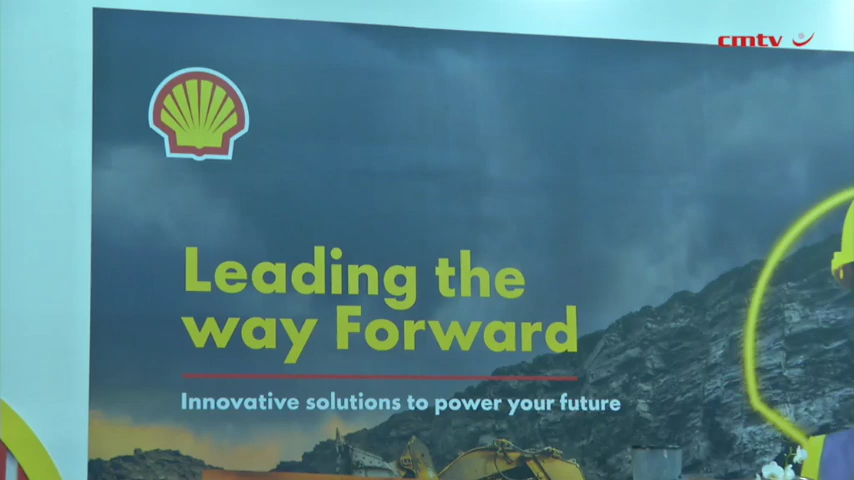 cmtv
Leading the
way Forward
Innovative solutions to power your future